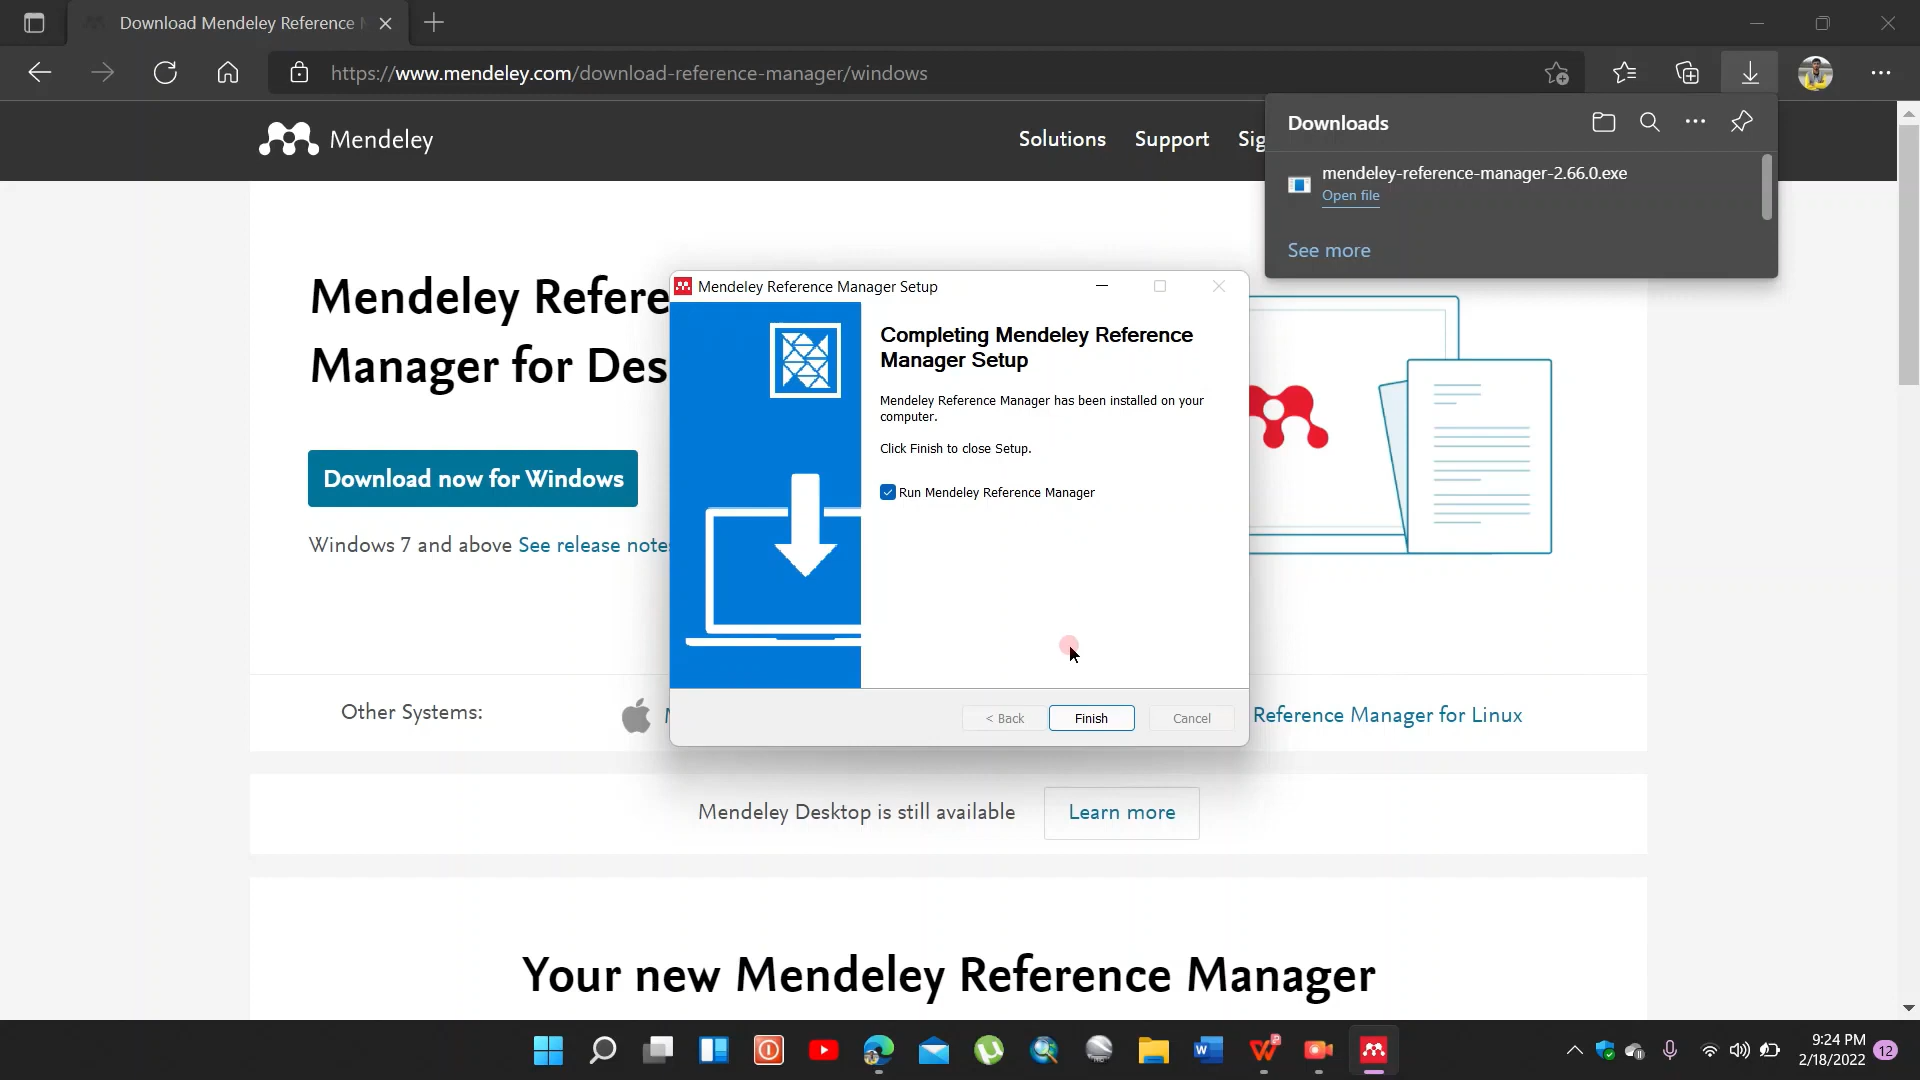 Download Mendeley Reference
https://www.mendeley.com/download-reference-manager/windows
Mendeley
Solutions
Support
Sig
Downloads
mendeley-reference-manager-2.66.0.exe
Open file
See more
Mendeley Refere
Manager for Des
Download now for Windows
Windows 7 and above See release notes
Mendeley Reference Manager Setup
Completing Mendeley Reference
Manager Setup
Mendeley Reference Manager has been installed on your
computer.
Click Finish to close Setup.
Run Mendeley Reference Manager
< Back
Finish
Cancel
Other Systems:
Reference Manager for Linux
Mendeley Desktop is still available
Learn more
Your new Mendeley Reference Manager
9:24 PM
2/18/2022
12